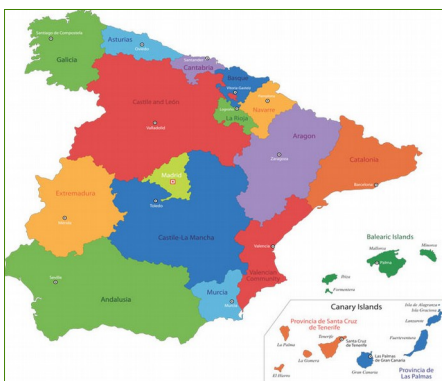 Santiago de Compostela
Galicia
Asturias
Oviedo
Santander
Cantabria
Basque
Vitoria-Gasteiz
Navarre
La Rioja
Castile and León
Valladolid
Aragon
Zaragoza
Catalonia
Barcelona
Madrid
Extremadura
Mérida
Toledo
Castile-La Mancha
Valencia
Valencian
Community
Andalusia
Seville
Murcia
Balearic Islands
Mallorca
Menorca
Palma
Ibiza
Formentera
Canary Islands
Provincia de Santa Cruz
de Tenerife
La Palma
Tenerife
Santa Cruz
de Tenerife
La Gomera
El Hierro
Gran Canaria
Las Palmas
de Gran Canaria
Isla de Alegranza
Isla Graciosa
Lanzarote
Fuerteventura
Provincia de
Las Palmas